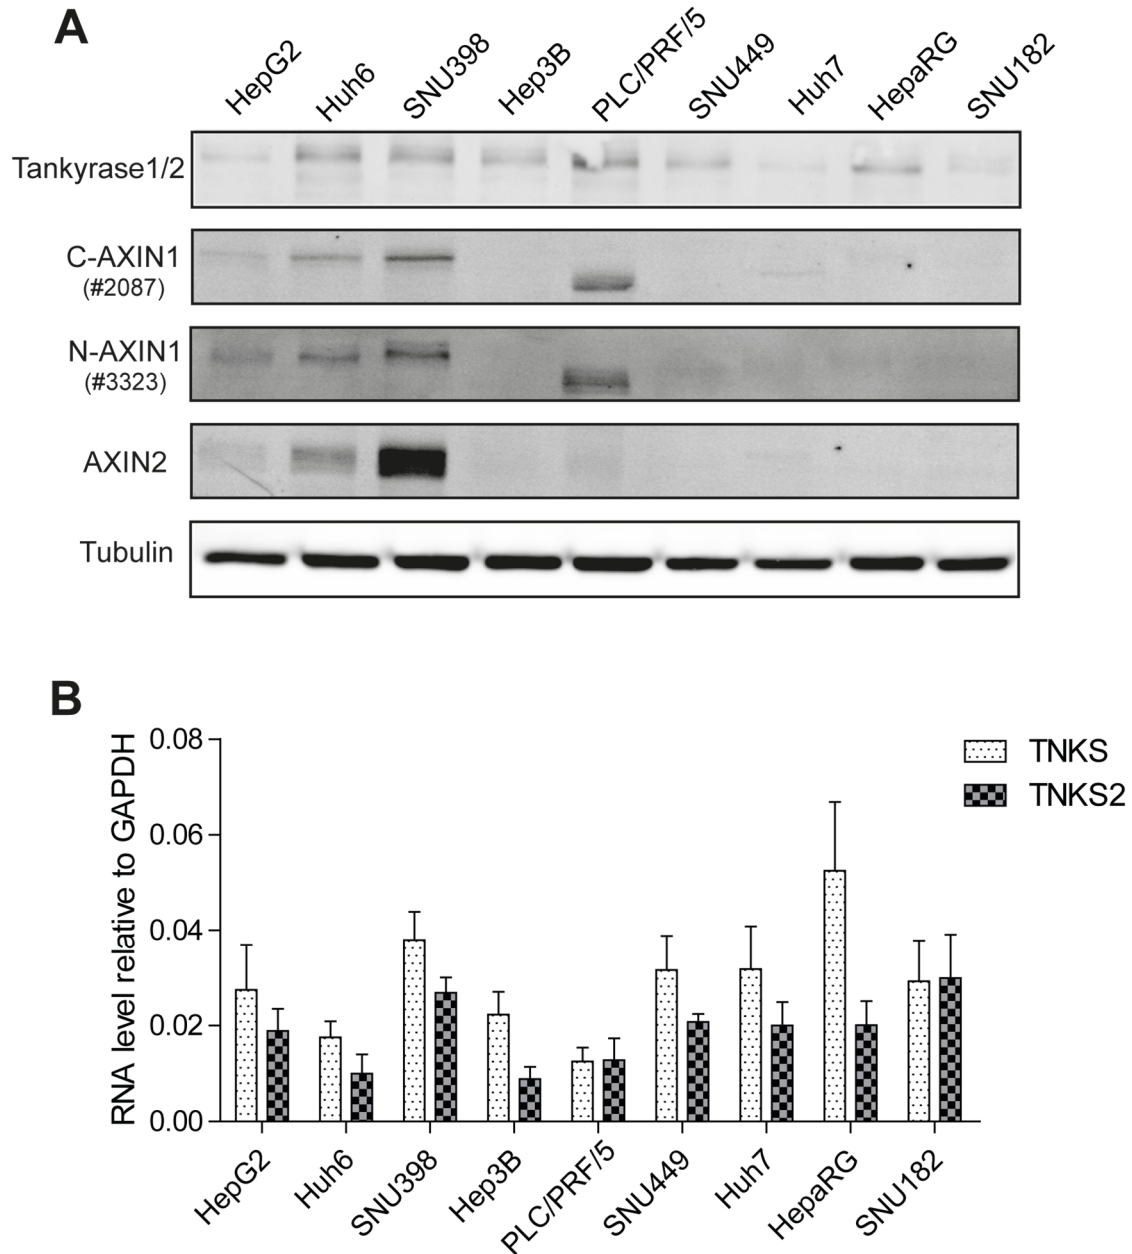 A
HepG2 Huh6 SNU398 Hep3B PLC/PRF/5 SNU449 Huh7 HepaRG SNU182
Tankyrase1/2
C-AXIN1
(#2087)
N-AXIN1
(#3323)
AXIN2
Tubulin
B
RNA level relative to GAPDH
0.08
0.06
0.04
0.02
0.00
TNKS
TNKS2
HepG2 Huh6 SNU398 Hep3B PLC/PRF/5 SNU449 Huh7 HepaRG SNU182